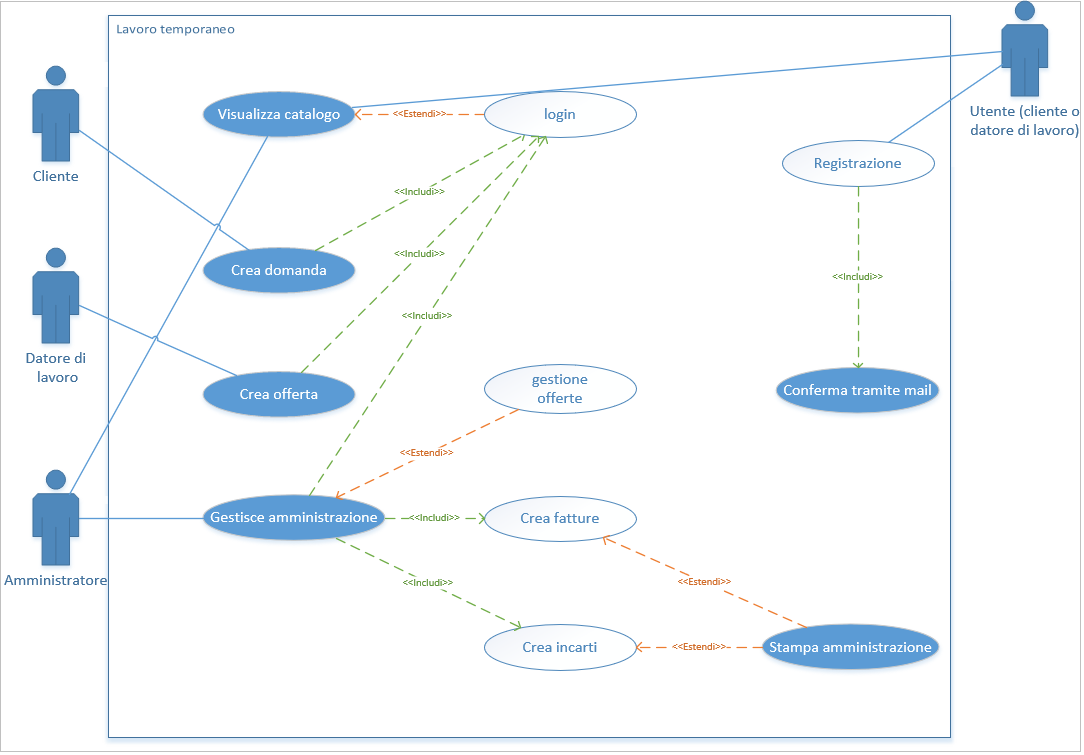 Lavoro temporaneo
Visualizza catalogo
<<Estendi>>
login
Utente (cliente o
datore di lavoro)
Registrazione
Cliente
<<Includi>>
<<Includi>>
Crea domanda
<<Includi>>
<<Includi>>
Datore di
lavoro
Crea offerta
gestione
offerte
Conferma tramite mail
<<Estendi>>
Gestisce amministrazione
<<Includi>>
Crea fatture
Amministratore
<<Includi>>
<<Estendi>>
Crea incarti
<<Estendi>>
Stampa amministrazione